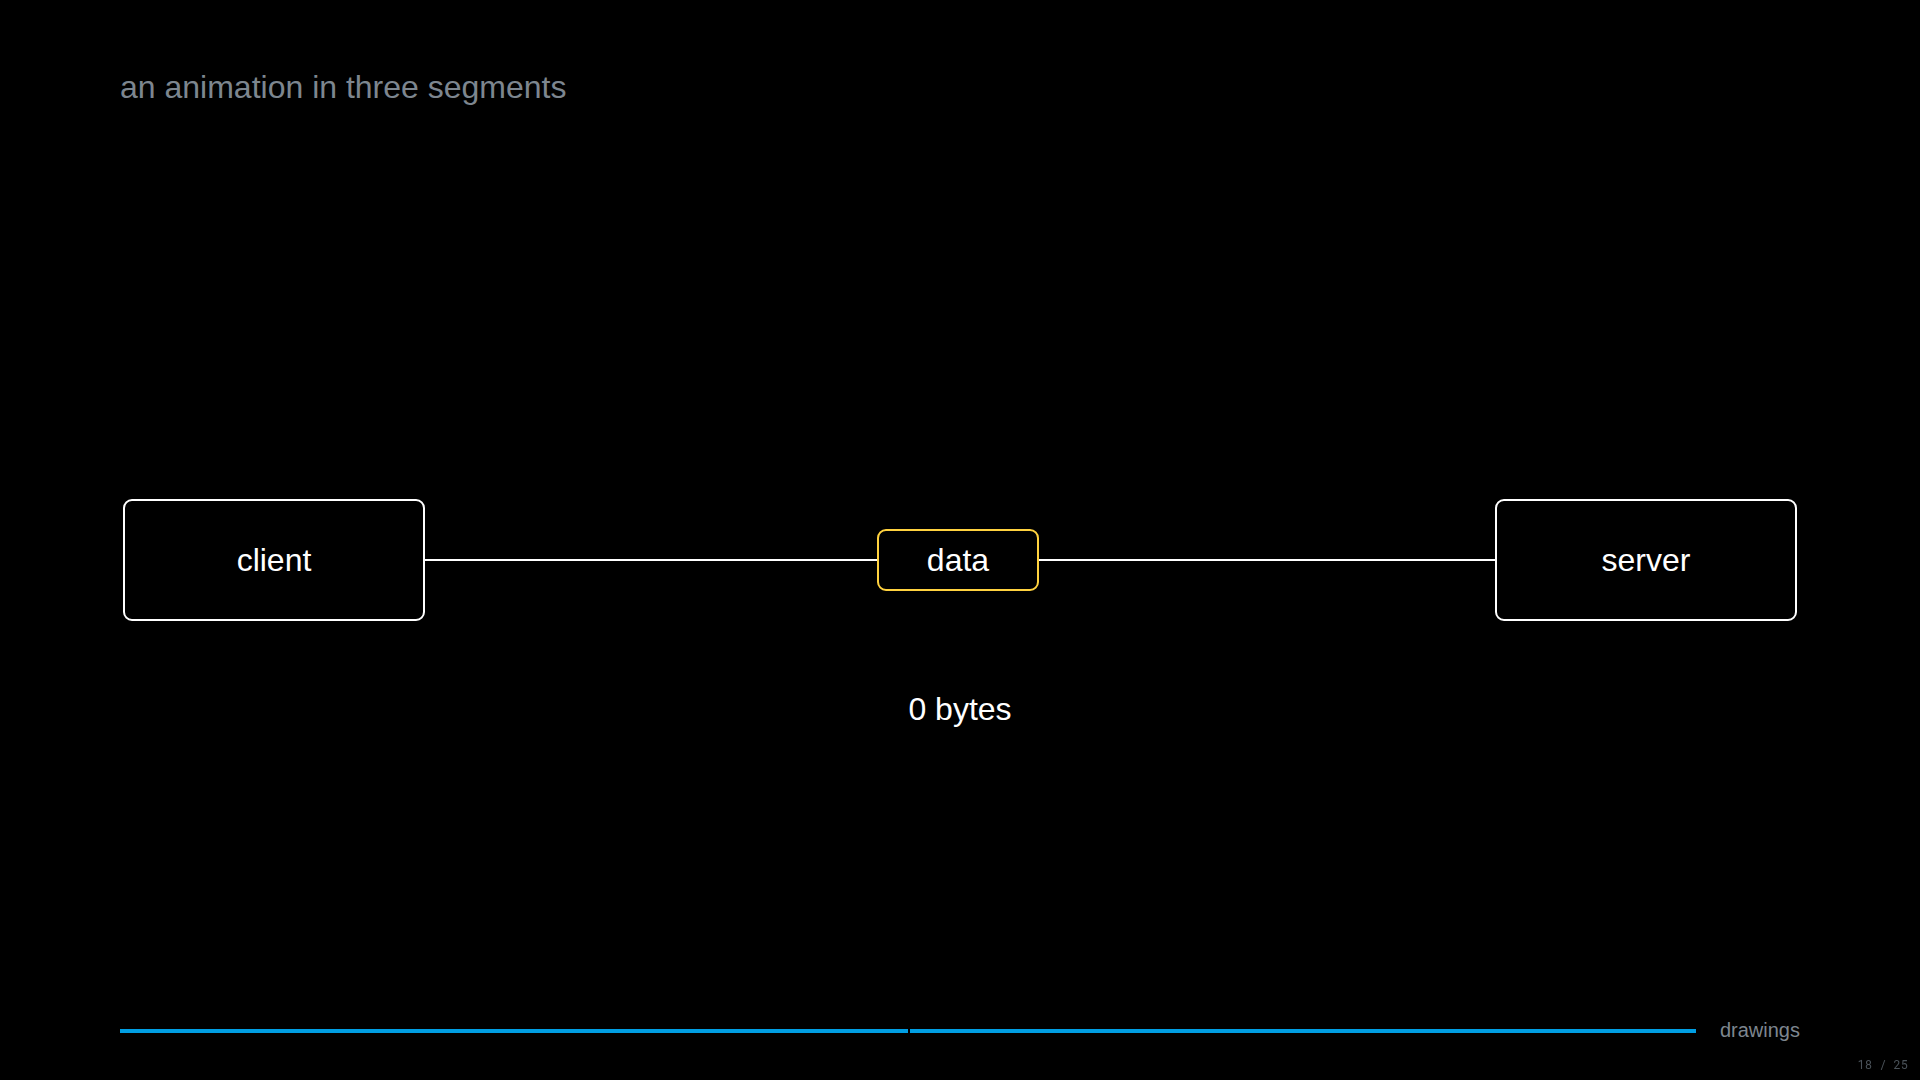 an animation in three segments
client
data
server
0 bytes
drawings
18 / 25